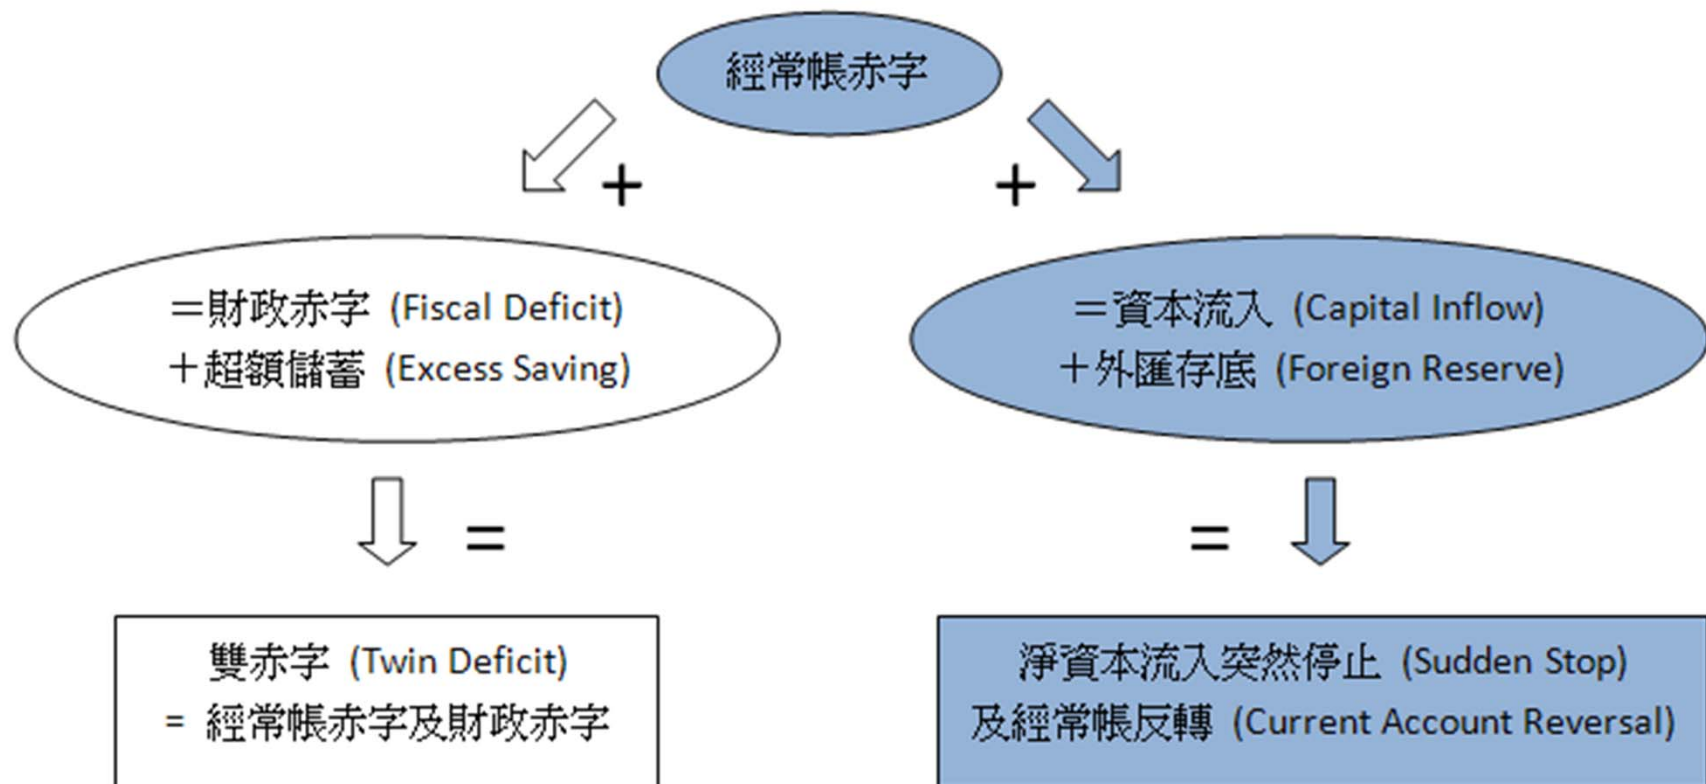 經常帳赤字
+
+
＝財政赤字 (Fiscal Deficit)
＋超額儲蓄 (Excess Saving)
＝資本流入 (Capital Inflow)
＋外匯存底 (Foreign Reserve)
=
=
雙赤字 (Twin Deficit)
= 經常帳赤字及財政赤字
淨資本流入突然停止 (Sudden Stop)
及經常帳反轉 (Current Account Reversal)